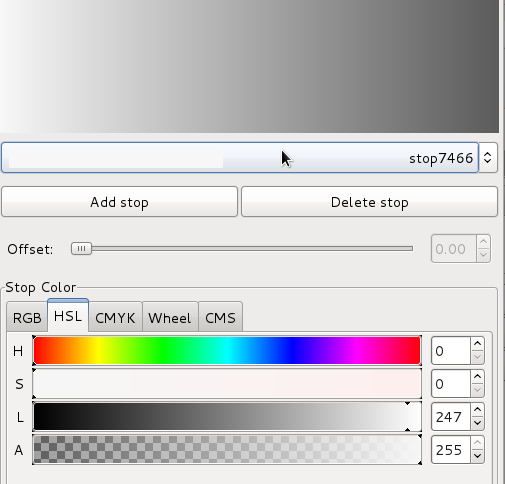 stop7466
Add stop Delete stop
Offset: 0.00
Stop Color
RGB HSL CMYK Wheel CMS
H 0
S 0
L 247
A 255